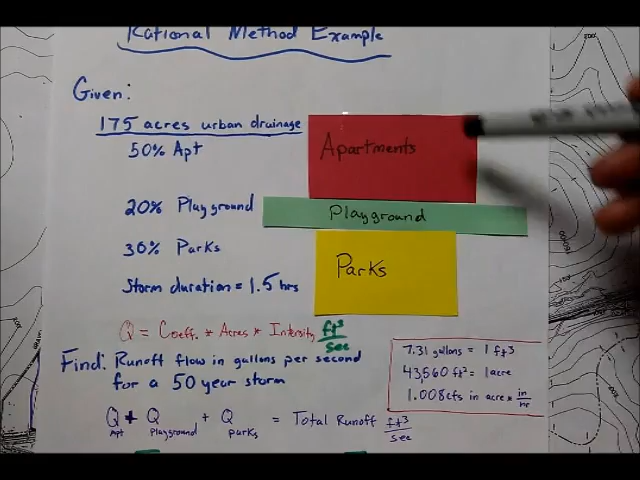 Rational Method Example
Given:
175 acres urban drainage
50% Apt
20% Playground
30% Parks
Storm duration = 1.5 hrs
Apartments
Playground
Parks
Q = Coeff. * Acres * Intensity ft³/sec
Find: Runoff flow in gallons per second
for a 50 year storm
7.31 gallons = 1 ft3
43,560 ft² = 1 acre
1.008 cfs in acre * in/hr
Q Apt + Q Playground + Q Parks = Total Runoff ft³/sec